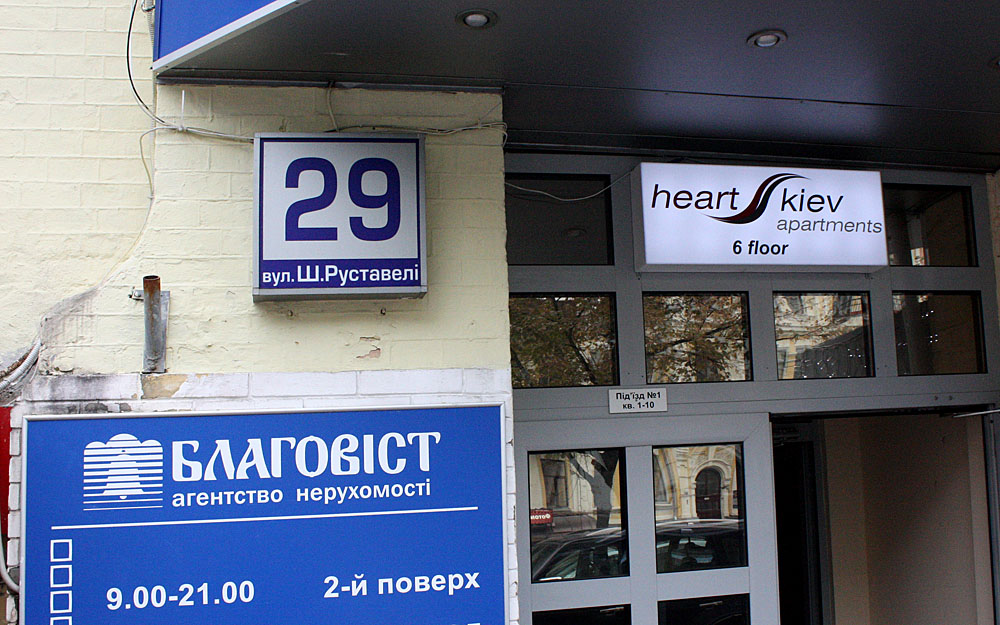 29
вул. Ш.Руставелі
heart kiev
apartments
6 floor
Під'їзд №1
кв. 1-10
БЛАГОВІСТ
агентство нерухомості
9.00-21.00 2-й поверх